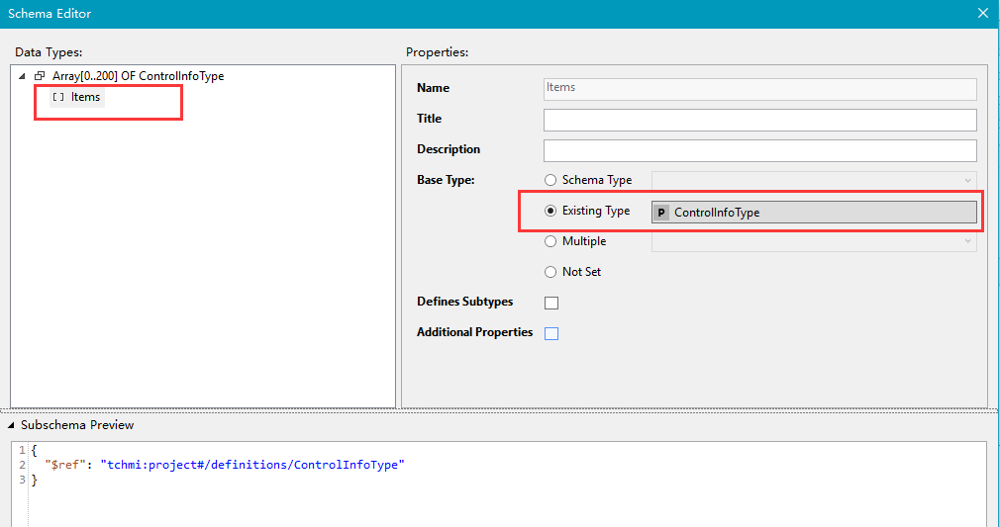 Schema Editor
Data Types:
Array[0..200] OF ControlInfoType
[ ] Items
Properties:
Name Items
Title
Description
Base Type: Schema Type
Existing Type P ControlInfoType
Multiple
Not Set
Defines Subtypes
Additional Properties
Subschema Preview
1 {
2 "$ref": "tchmi:project#/definitions/ControlInfoType"
3 }